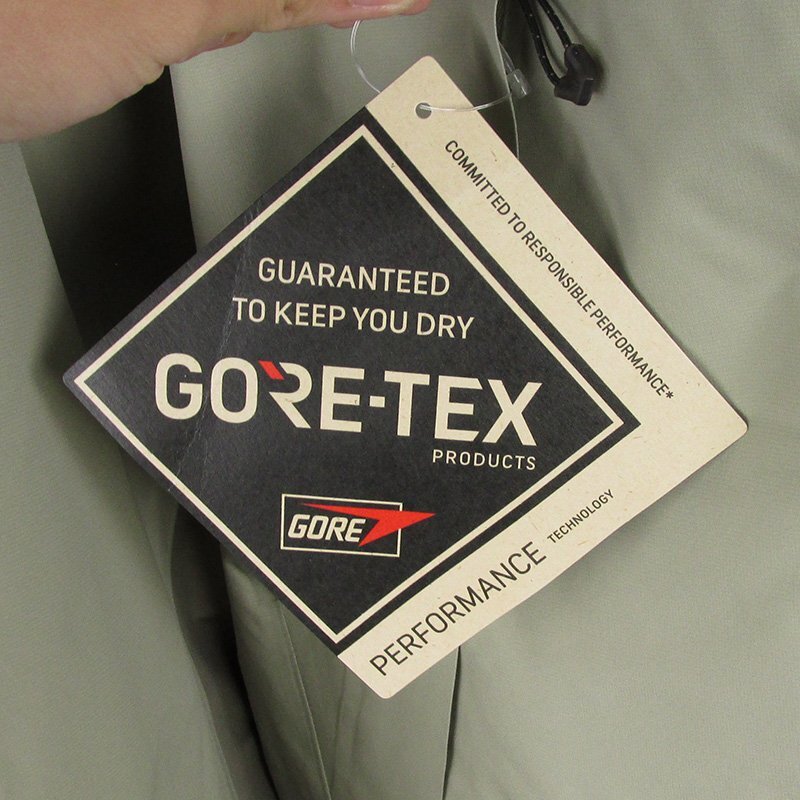 COMMITTED TO RESPONSIBLE PERFORMANCE*
GUARANTEED
TO KEEP YOU DRY
GORE-TEX
PRODUCTS
GORE
PERFORMANCE TECHNOLOGY